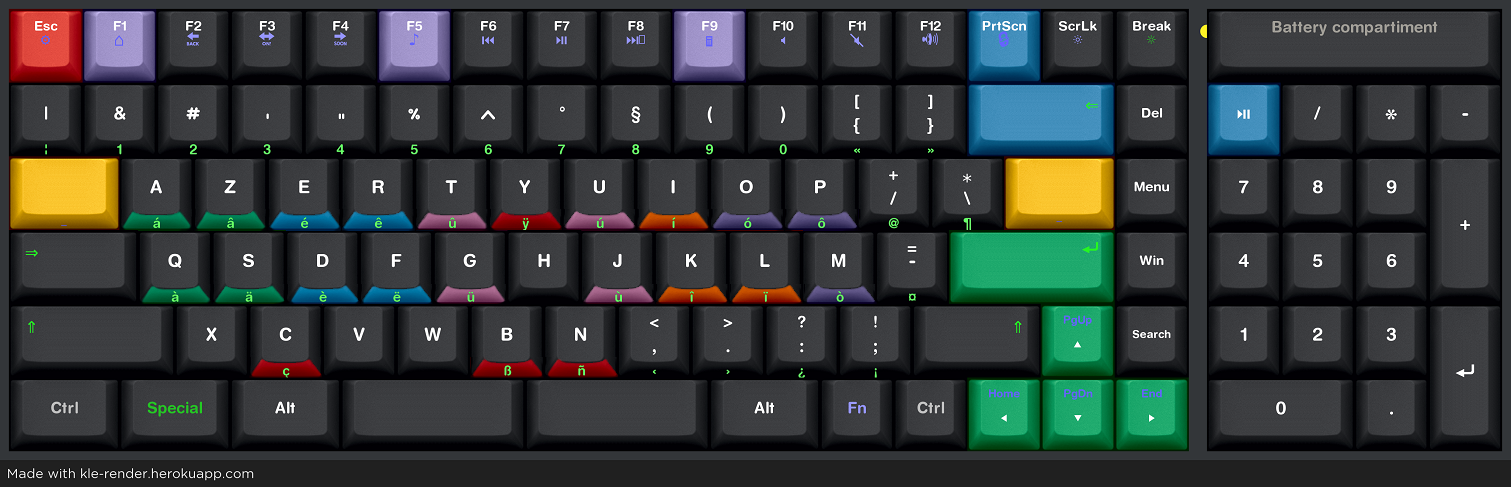 Esc F1 F2 F3 F4 F5 F6 F7 F8 F9 F10 F11 F12 PrtScn ScrLk Break Battery compartiment
BACK ON! SOON
| & # ' " % ^ ° § ( ) [ ] ⇐ Del / * -
{ }
¦ 1 2 3 4 5 6 7 8 9 0 « »
A Z E R T Y U I O P + * Menu 7 8 9
/ \
á â é ê û ÿ ú í ó ô @ ¶ +
⇒ Q S D F G H J K L M = Win 4 5 6
-
à ä è ë ü ù î ï ò ¤
⇑ X C V W B N < > ? ! ⇑ PgUp Search 1 2 3
, . : ;
ç ß ñ ‹ › ¿ ¡
Ctrl Special Alt Alt Fn Ctrl Home PgDn End 0 .
Made with kle-render.herokuapp.com